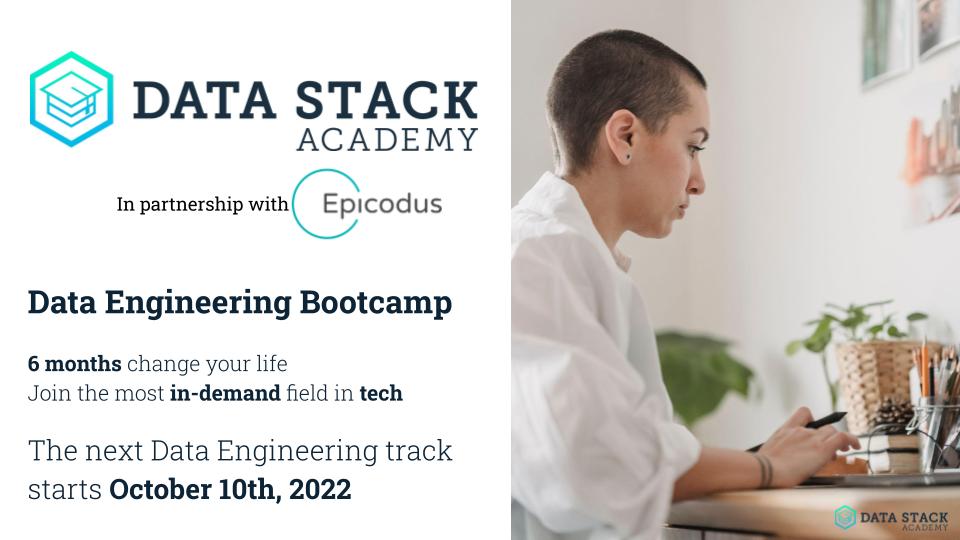 DATA STACK
ACADEMY
In partnership with Epicodus
Data Engineering Bootcamp
6 months change your life
Join the most in-demand field in tech
The next Data Engineering track
starts October 10th, 2022
DATA STACK
ACADEMY